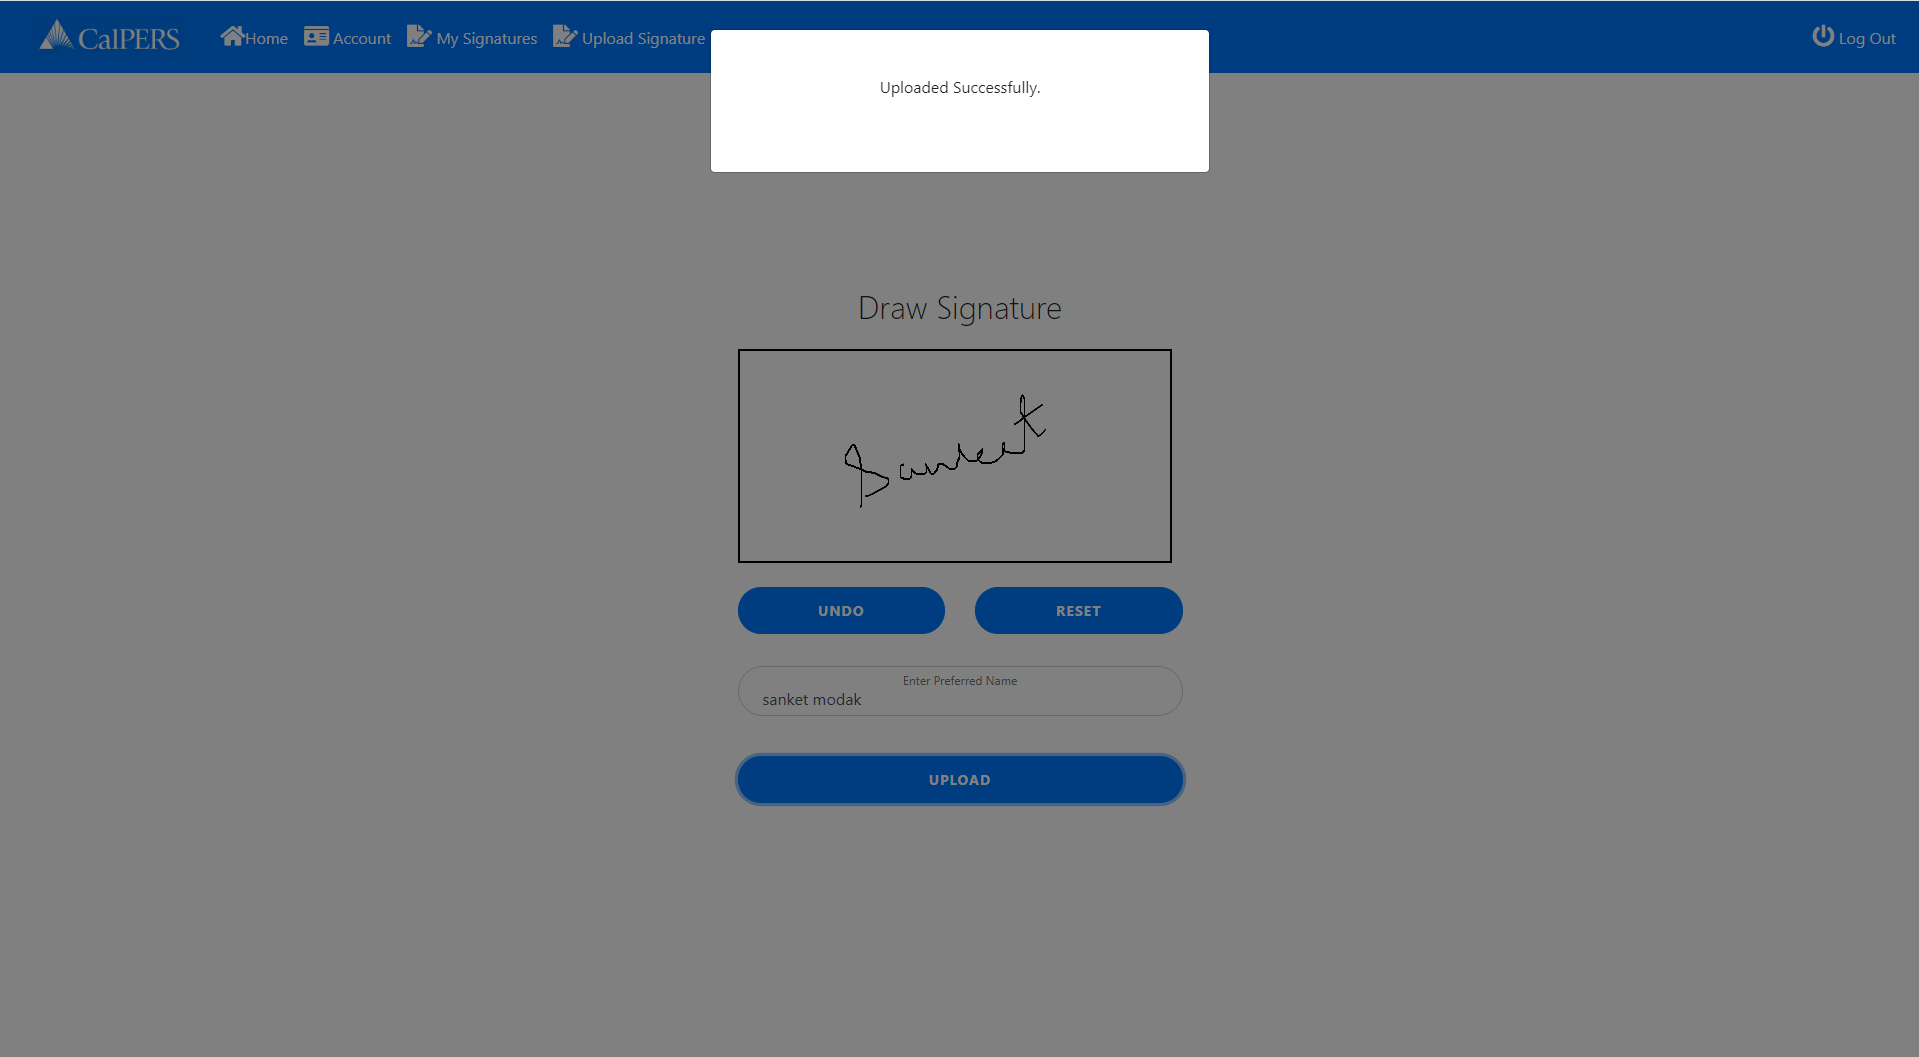 CalPERS Home Account My Signatures Upload Signature Log Out
Uploaded Successfully.
Draw Signature
Sanket
UNDO RESET
Enter Preferred Name
sanket modak
UPLOAD